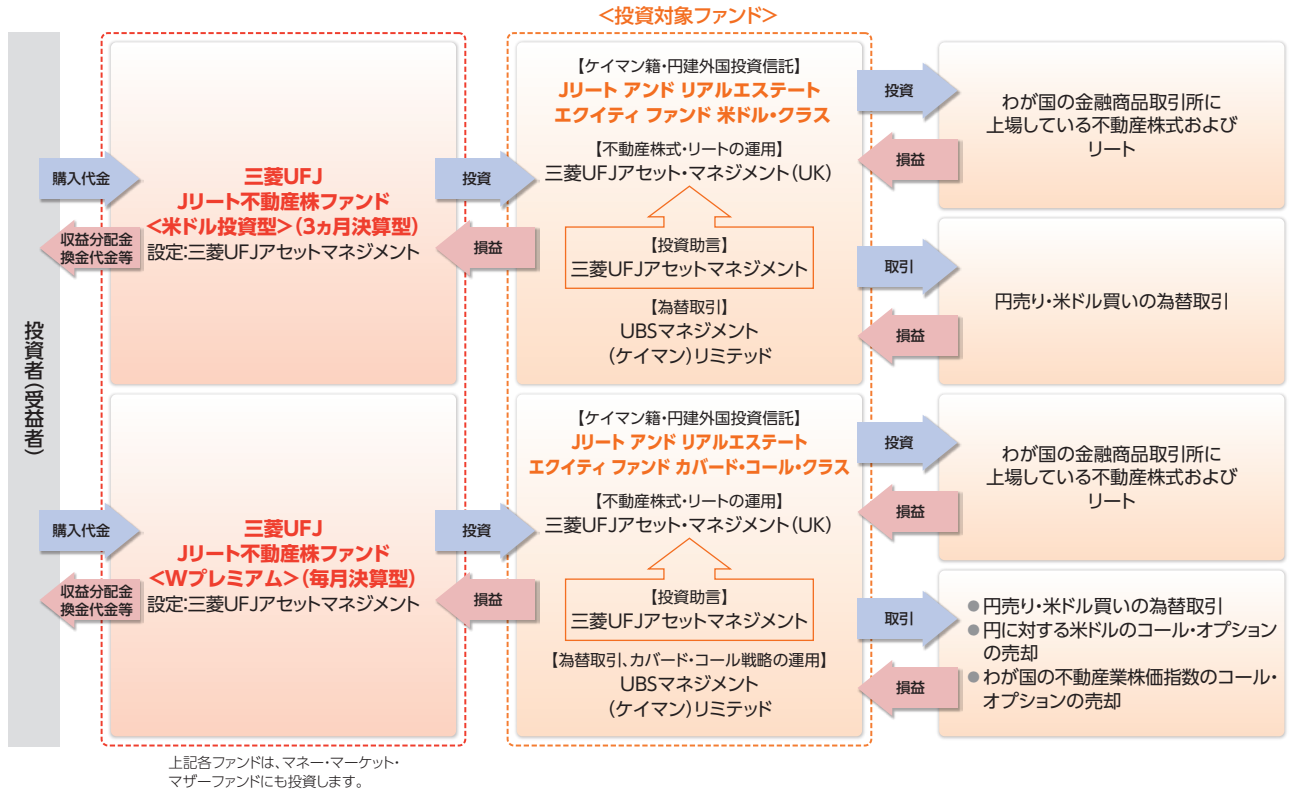 <投資対象ファンド>
投資者(受益者)
購入代金
収益分配金
換金代金等
三菱UFJ
Jリート不動産株ファンド
<米ドル投資型>(3ヵ月決算型)
設定:三菱UFJアセットマネジメント
投資
損益
【ケイマン籍・円建外国投資信託】
Jリート アンド リアルエステート
エクイティ ファンド 米ドル・クラス
【不動産株式・リートの運用】
三菱UFJアセット・マネジメント(UK)
【投資助言】
三菱UFJアセットマネジメント
【為替取引】
UBSマネジメント
(ケイマン)リミテッド
投資
損益
わが国の金融商品取引所に
上場している不動産株式および
リート
取引
損益
円売り・米ドル買いの為替取引
購入代金
収益分配金
換金代金等
三菱UFJ
Jリート不動産株ファンド
<Wプレミアム>(毎月決算型)
設定:三菱UFJアセットマネジメント
投資
損益
【ケイマン籍・円建外国投資信託】
Jリート アンド リアルエステート
エクイティ ファンド カバード・コール・クラス
【不動産株式・リートの運用】
三菱UFJアセット・マネジメント(UK)
【投資助言】
三菱UFJアセットマネジメント
【為替取引、カバード・コール戦略の運用】
UBSマネジメント
(ケイマン)リミテッド
投資
損益
わが国の金融商品取引所に
上場している不動産株式および
リート
取引
損益
●円売り・米ドル買いの為替取引
●円に対する米ドルのコール・オプション
の売却
●わが国の不動産業株価指数のコール・
オプションの売却
上記各ファンドは、マネー・マーケット・
マザーファンドにも投資します。